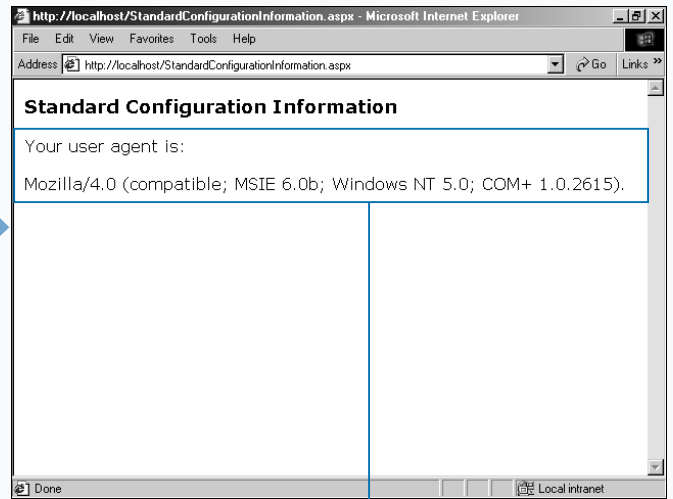 http://localhost/StandardConfigurationInformation.aspx - Microsoft Internet Explorer
File Edit View Favorites Tools Help
Address http://localhost/StandardConfigurationInformation.aspx Go Links »
Standard Configuration Information
Your user agent is:
Mozilla/4.0 (compatible; MSIE 6.0b; Windows NT 5.0; COM+ 1.0.2615).
Done Local intranet